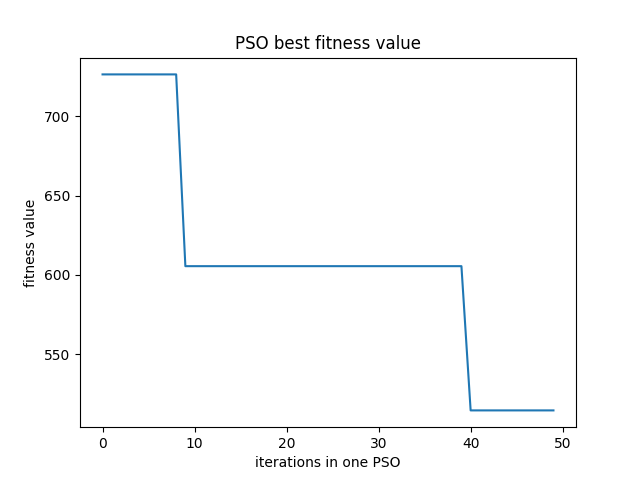 PSO best fitness value
fitness value
700
650
600
550
0 10 20 30 40 50
iterations in one PSO